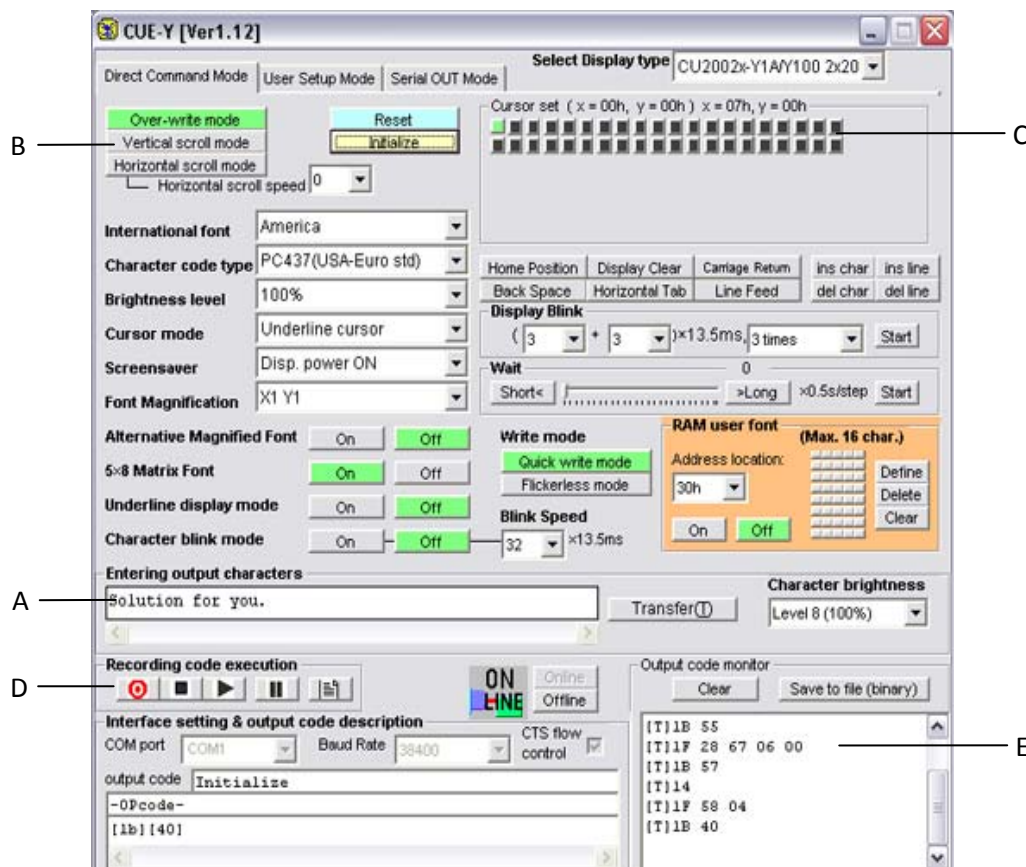 CUE-Y [Ver1.12]
Select Display type CU2002x-Y1A/Y100 2x20
Direct Command Mode User Setup Mode Serial OUT Mode
Cursor set ( x = 00h, y = 00h ) x = 07h, y = 00h
Over-write mode Reset
B Vertical scroll mode Initialize C
Horizontal scroll mode
Horizontal scroll speed 0
International font America
Character code type PC437(USA-Euro std)
Home Position Display Clear Carriage Return ins char ins line
Back Space Horizontal Tab Line Feed del char del line
Brightness level 100%
Display Blink
Cursor mode Underline cursor
( 3 + 3 )×13.5ms, 3 times Start
Screensaver Disp. power ON
Wait 0
Short< >Long ×0.5s/step Start
Font Magnification X1 Y1
Alternative Magnified Font On Off
Write mode
Quick write mode
Flickerless mode
RAM user font (Max. 16 char.)
Address location:
30h
Define
Delete
Clear
On Off
5×8 Matrix Font On Off
Underline display mode On Off
Blink Speed
Character blink mode On Off 32 ×13.5ms
Entering output characters
Character brightness
A Solution for you.
Transfer(T) Level 8 (100%)
< >
Recording code execution
D
ON LINE
Online
Offline
Output code monitor
Clear Save to file (binary)
Interface setting & output code description
COM port COM1 Baud Rate 38400 CTS flow control
output code Initialize
-OPcode-
[1b][40]
< >
[T]1B 55
[T]1F 28 67 06 00 E
[T]1B 57
[T]14
[T]1F 58 04
[T]1B 40